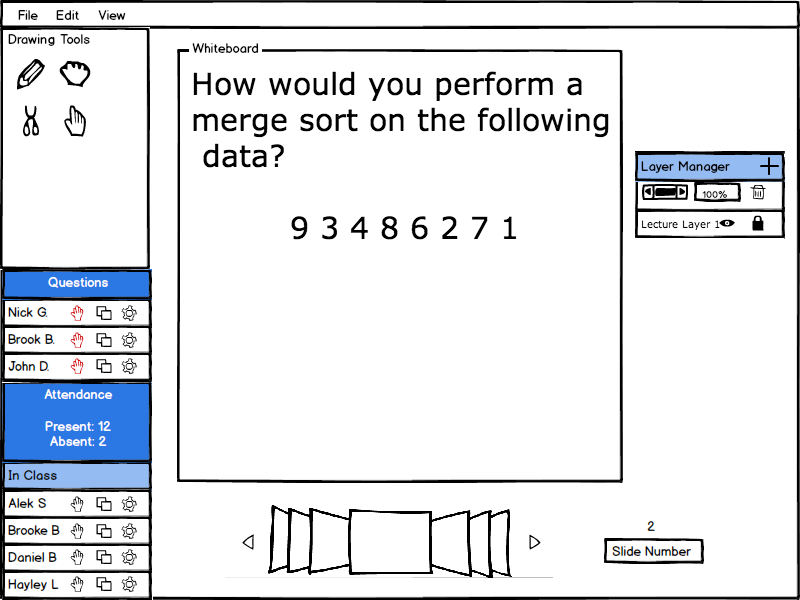 File Edit View
Drawing Tools
Whiteboard
How would you perform a
merge sort on the following
data?
9 3 4 8 6 2 7 1
Layer Manager
100%
Lecture Layer 1
Questions
Nick G.
Brook B.
John D.
Attendance
Present: 12
Absent: 2
In Class
Alek S
Brooke B
Daniel B
Hayley L
2
Slide Number